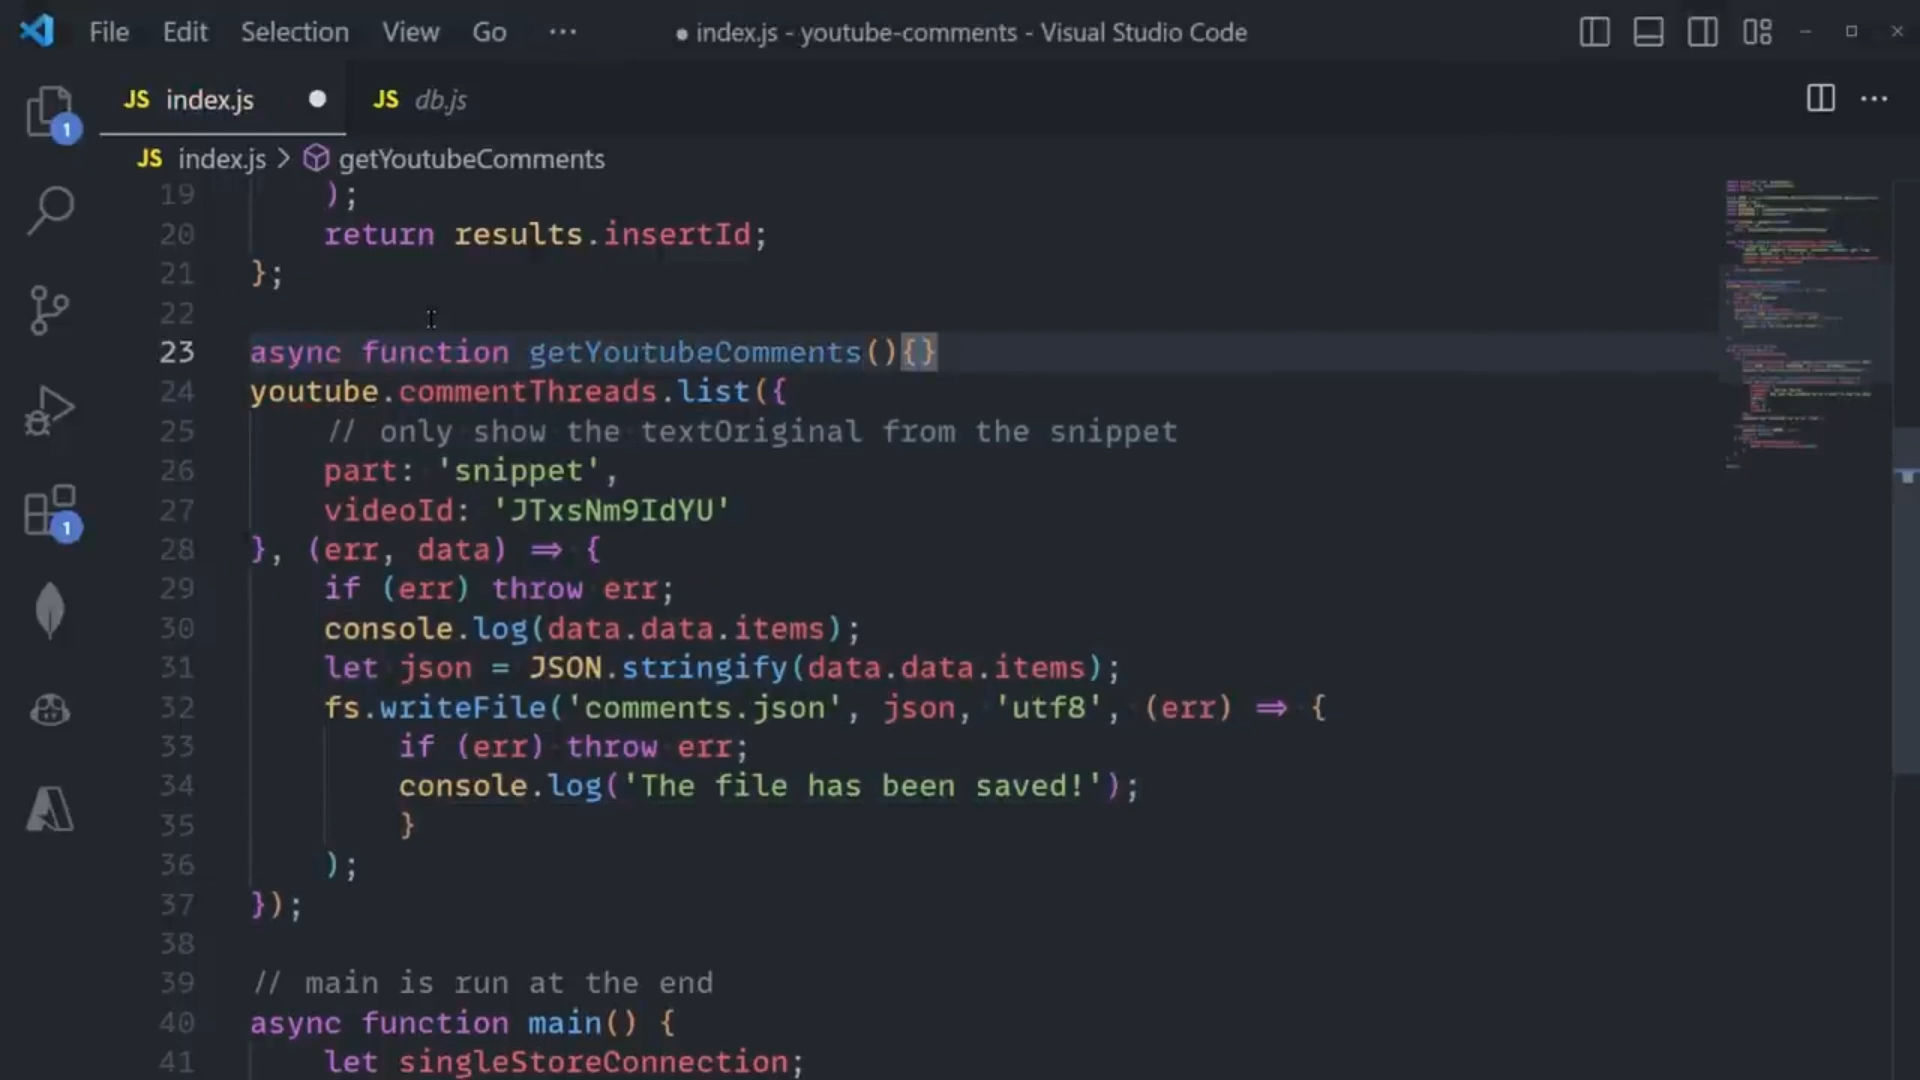 File Edit Selection View Go ··· ● index.js - youtube-comments - Visual Studio Code
JS index.js ● JS db.js ···
JS index.js > getYoutubeComments
1
1
19 );
20 return results.insertId;
21 };
22
23 async function getYoutubeComments(){}
24 youtube.commentThreads.list({
25 // only show the textOriginal from the snippet
26 part: 'snippet',
27 videoId: 'JTxsNm9IdYU'
28 }, (err, data) ⇒ {
29 if (err) throw err;
30 console.log(data.data.items);
31 let json = JSON.stringify(data.data.items);
32 fs.writeFile('comments.json', json, 'utf8', (err) ⇒ {
33 if (err) throw err;
34 console.log('The file has been saved!');
35 }
36 );
37 });
38
39 // main is run at the end
40 async function main() {
41 let singleStoreConnection;